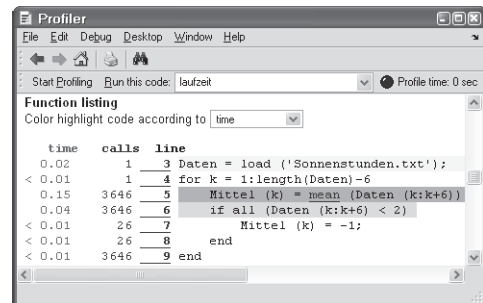 Profiler
File Edit Debug Desktop Window Help
Start Profiling Run this code: laufzeit Profile time: 0 sec
Function listing
Color highlight code according to time
time calls line
0.02 1 3 Daten = load ('Sonnenstunden.txt');
< 0.01 1 4 for k = 1:length(Daten)-6
0.15 3646 5 Mittel (k) = mean (Daten (k:k+6))
0.04 3646 6 if all (Daten (k:k+6) < 2)
< 0.01 26 7 Mittel (k) = -1;
< 0.01 26 8 end
< 0.01 3646 9 end